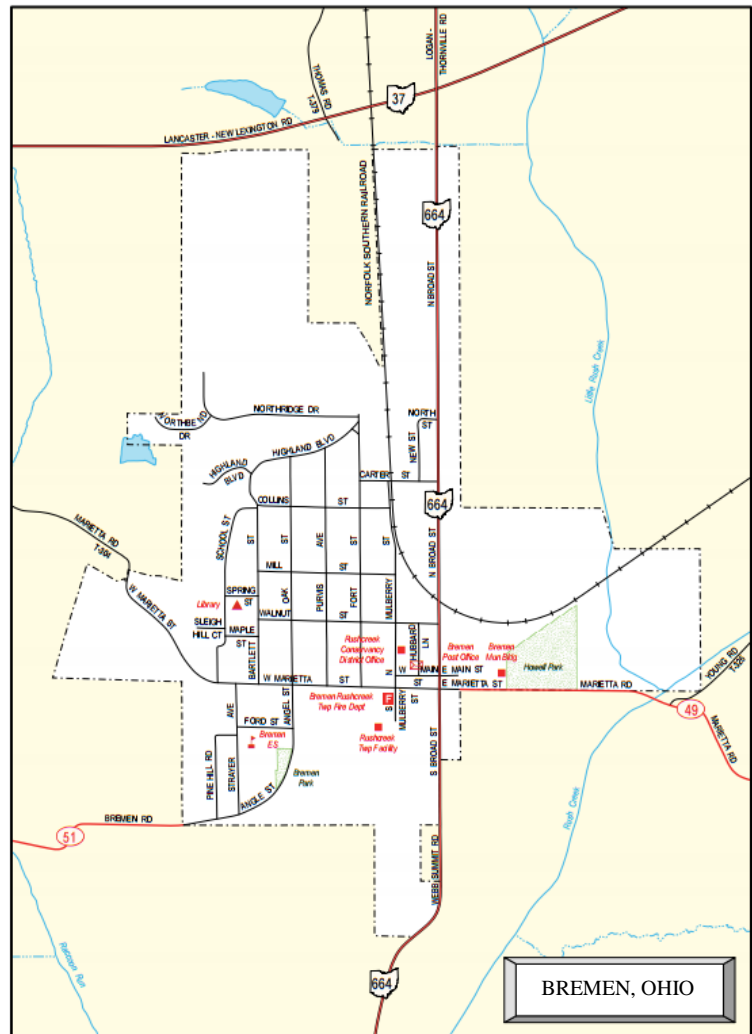 LOGAN -
THORNVILLE RD
THOMAS RD
T-379
37
LANCASTER - NEW LEXINGTON RD
664
NORFOLK SOUTHERN RAILROAD
N BROAD ST
Little Rush Creek
NORTHRIDGE DR
NORTHBEND
DR
NORTH
ST
NEW ST
HIGHLAND BLVD
HIGHLAND
BLVD
CARTER ST
COLLINS ST
664
MARIETTA RD
T-304
SCHOOL ST
ST
ST
AVE
N BROAD ST
MILL ST
W MARIETTA ST
SPRING
ST
Library
OAK
PURVIS
FORT
MULBERRY
WALNUT ST
SLEIGH
HILL CT
MAPLE
ST
BARTLETT
Rushcreek
Conservancy
District Office
HUBBARD
LN
Bremen
Post Office
Bremen
Mun Bldg
Howell Park
YOUNG RD
W MAIN
ST
E MAIN ST
N
W MARIETTA ST
E MARIETTA ST
MARIETTA RD
49
MARIETTA RD
Bremen Rushcreek
Twp Fire Dept
F
S
MULBERRY
ST
Rushcreek
Twp Facility
AVE
ANGEL ST
FORD ST
Bremen
ES
PINE HILL RD
STRAYER
ANGLE ST
Bremen
Park
S BROAD ST
BREMEN RD
51
Rush Creek
WEBB SUMMIT RD
Raccoon Run
664
BREMEN, OHIO